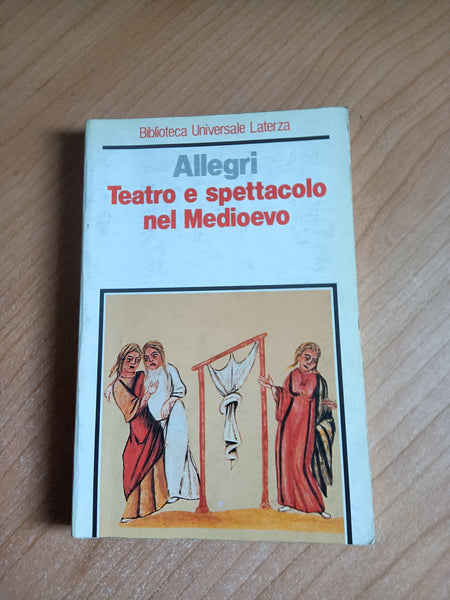 Biblioteca Universale Laterza
Allegri
Teatro e spettacolo
nel Medioevo